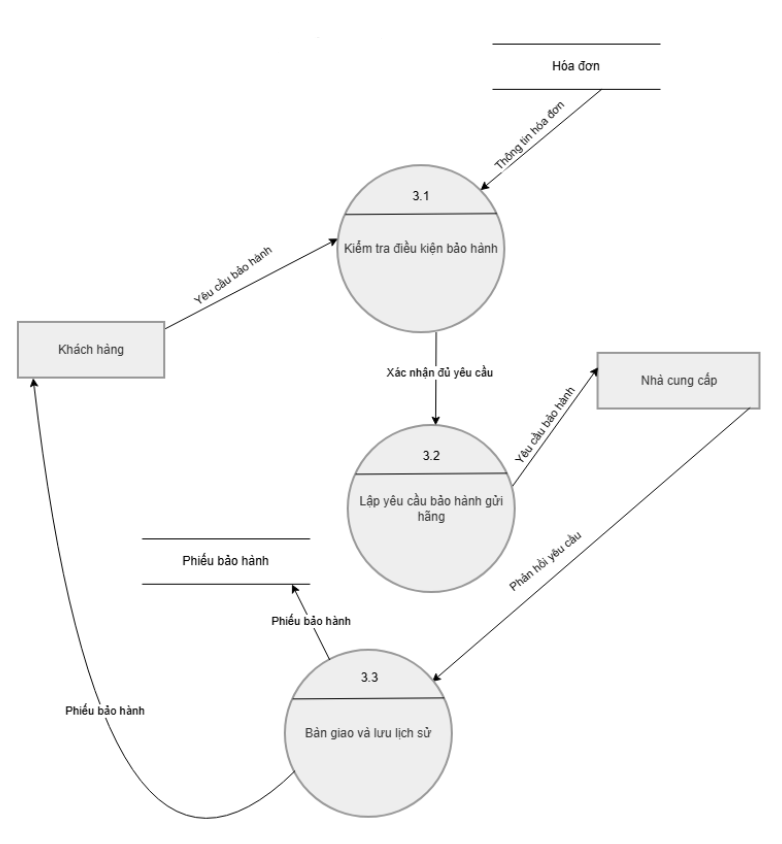 Hóa đơn
Thông tin hóa đơn
3.1
Kiểm tra điều kiện bảo hành
Yêu cầu bảo hành
Khách hàng
Xác nhận đủ yêu cầu
Nhà cung cấp
Yêu cầu bảo hành
3.2
Lập yêu cầu bảo hành gửi
hãng
Phản hồi yêu cầu
Phiếu bảo hành
Phiếu bảo hành
3.3
Bàn giao và lưu lịch sử
Phiếu bảo hành